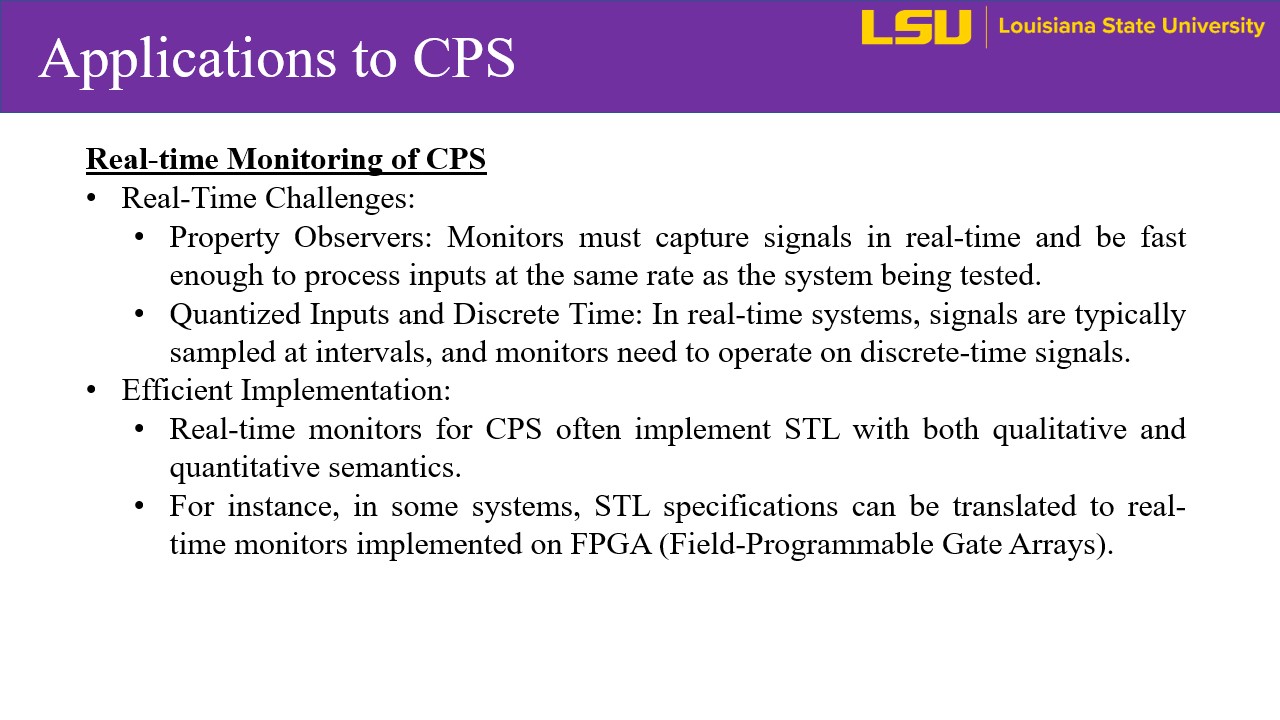 Applications to CPS
LSU
Louisiana State University
Real-time Monitoring of CPS
• Real-Time Challenges:
• Property Observers: Monitors must capture signals in real-time and be fast
enough to process inputs at the same rate as the system being tested.
• Quantized Inputs and Discrete Time: In real-time systems, signals are typically
sampled at intervals, and monitors need to operate on discrete-time signals.
• Efficient Implementation:
• Real-time monitors for CPS often implement STL with both qualitative and
quantitative semantics.
• For instance, in some systems, STL specifications can be translated to real-
time monitors implemented on FPGA (Field-Programmable Gate Arrays).